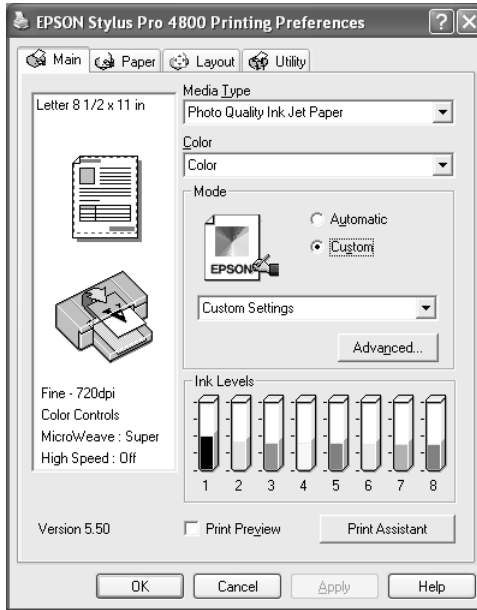 EPSON Stylus Pro 4800 Printing Preferences
Main Paper Layout Utility
Letter 8 1/2 x 11 in
Media Type
Photo Quality Ink Jet Paper
Color
Color
Mode
Automatic
Custom
EPSON
Custom Settings
Advanced...
Fine - 720dpi
Color Controls
MicroWeave : Super
High Speed : Off
Ink Levels
1 2 3 4 5 6 7 8
Version 5.50
Print Preview
Print Assistant
OK Cancel Apply Help